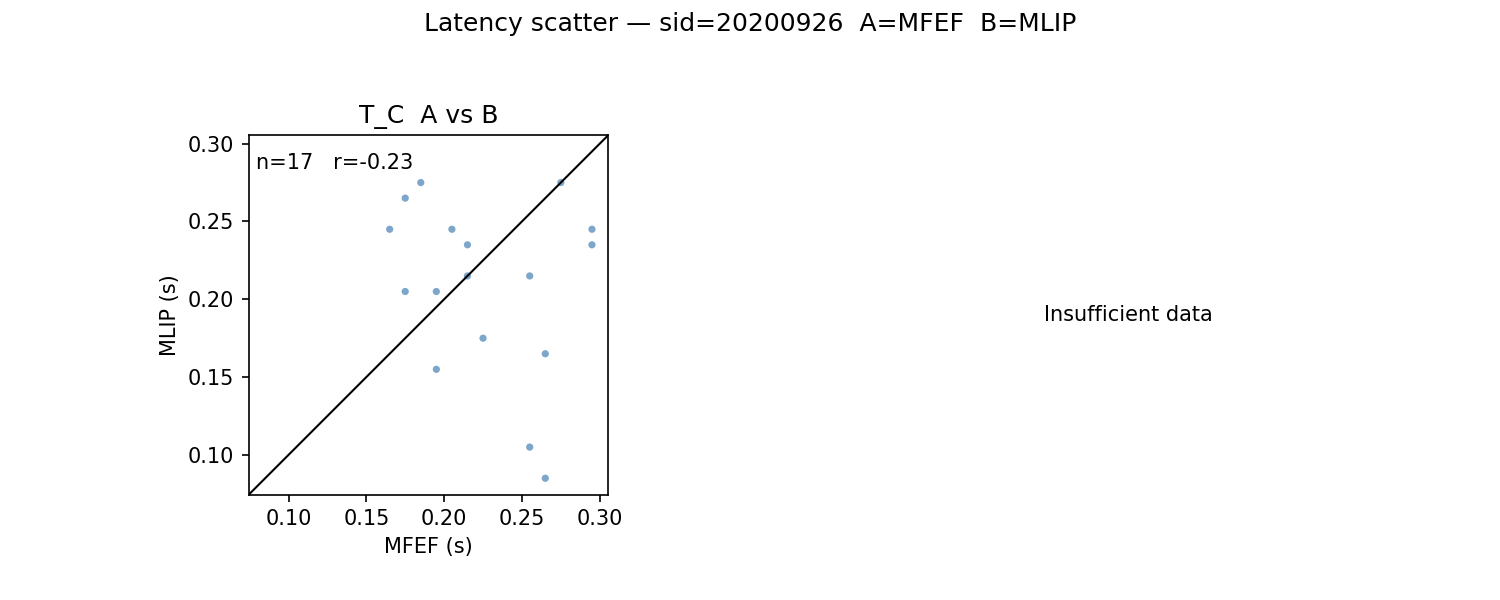 Latency scatter — sid=20200926  A=MFEF  B=MLIP
T_C  A vs B
n=17   r=-0.23
0.30
0.25
0.20
0.15
0.10
MLIP (s)
0.10 0.15 0.20 0.25 0.30
MFEF (s)
Insufficient data